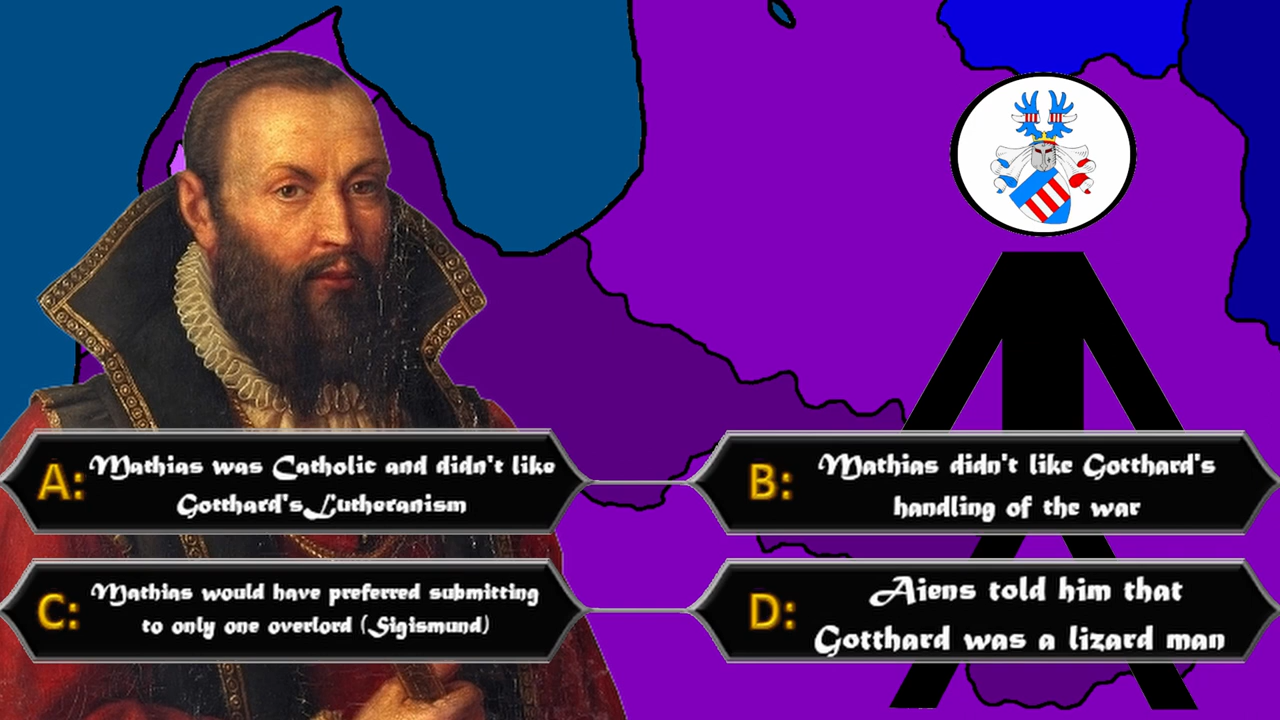 A: Mathias was Catholic and didn't like
Gotthard's Lutheranism
B: Mathias didn't like Gotthard's
handling of the war
C: Mathias would have preferred submitting
to only one overlord (Sigismund)
D: Aiens told him that
Gotthard was a lizard man